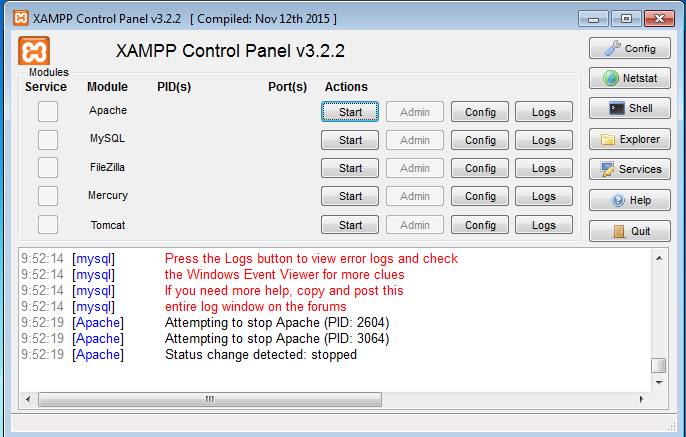 XAMPP Control Panel v3.2.2 [ Compiled: Nov 12th 2015 ]
XAMPP Control Panel v3.2.2
Config
Modules
Service Module PID(s) Port(s) Actions
Netstat
Apache Start Admin Config Logs
Shell
MySQL Start Admin Config Logs
Explorer
FileZilla Start Admin Config Logs
Services
Mercury Start Admin Config Logs
Help
Tomcat Start Admin Config Logs
Quit
9:52:14 [mysql] Press the Logs button to view error logs and check
9:52:14 [mysql] the Windows Event Viewer for more clues
9:52:14 [mysql] If you need more help, copy and post this
9:52:14 [mysql] entire log window on the forums
9:52:19 [Apache] Attempting to stop Apache (PID: 2604)
9:52:19 [Apache] Attempting to stop Apache (PID: 3064)
9:52:19 [Apache] Status change detected: stopped